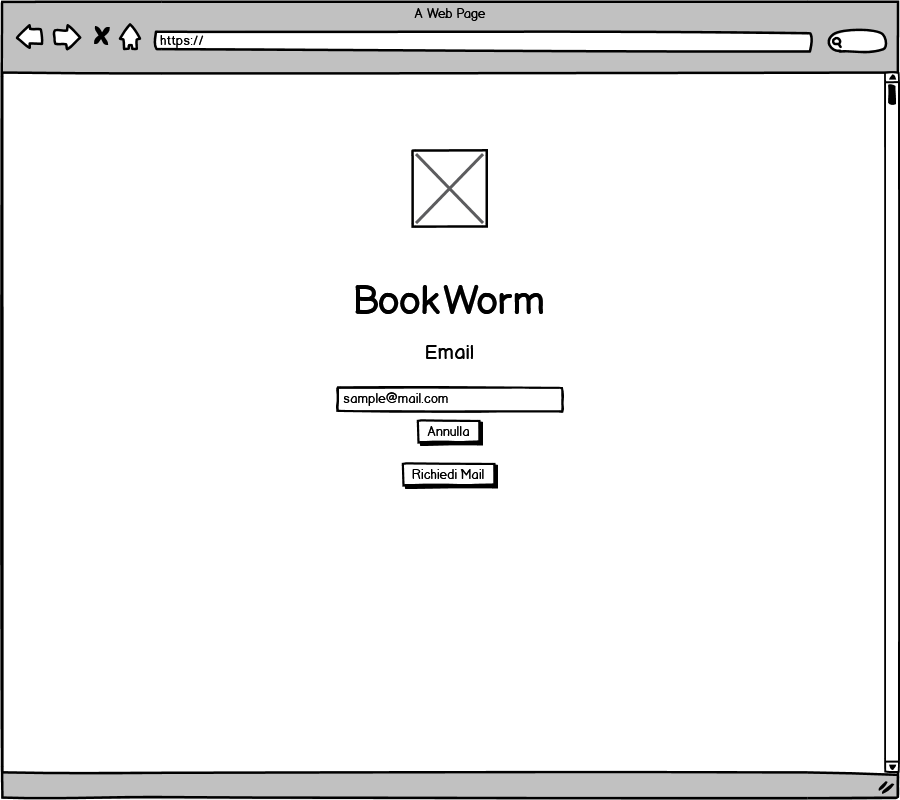 A Web Page
https://
BookWorm
Email
sample@mail.com
Annulla
Richiedi Mail